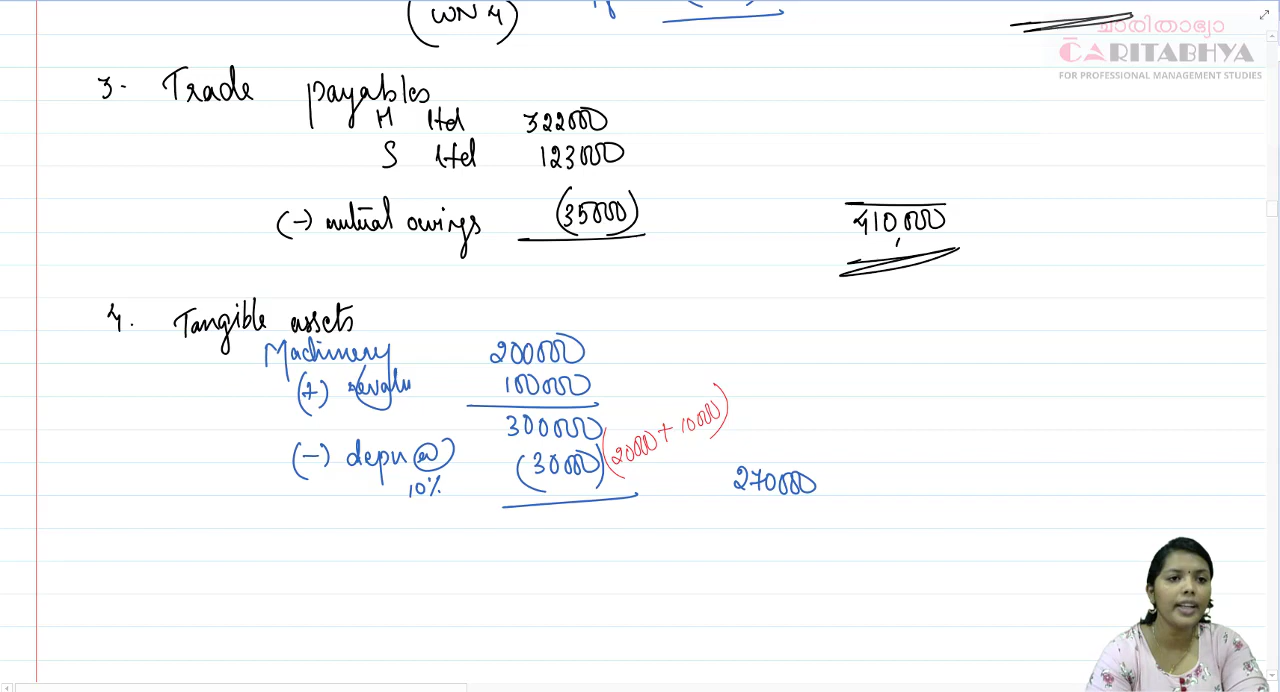 (WN 4)
ചാരിതാഭ്യാ
CARITABHYA
FOR PROFESSIONAL MANAGEMENT STUDIES
3. Trade payables
H ltd 322000
S ltd 123000
(-) mutual owings (35000) 410000
4. Tangible assets
Machinery 200000
(+) revalu 100000
300000
(-) depn @ 10% (30000) (20000 + 10000) 270000